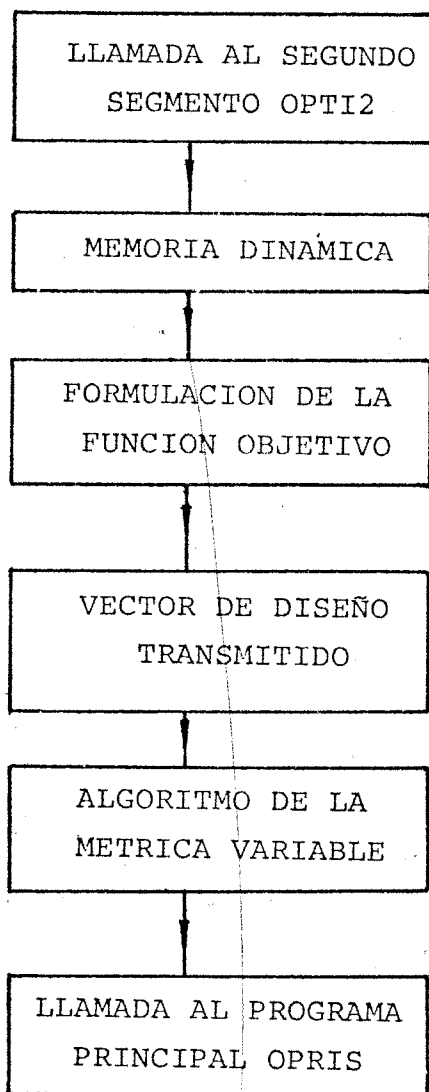 LLAMADA AL SEGUNDO
SEGMENTO OPTI2
MEMORIA DINAMICA
FORMULACION DE LA
FUNCION OBJETIVO
VECTOR DE DISEÑO
TRANSMITIDO
ALGORITMO DE LA
METRICA VARIABLE
LLAMADA AL PROGRAMA
PRINCIPAL OPRIS